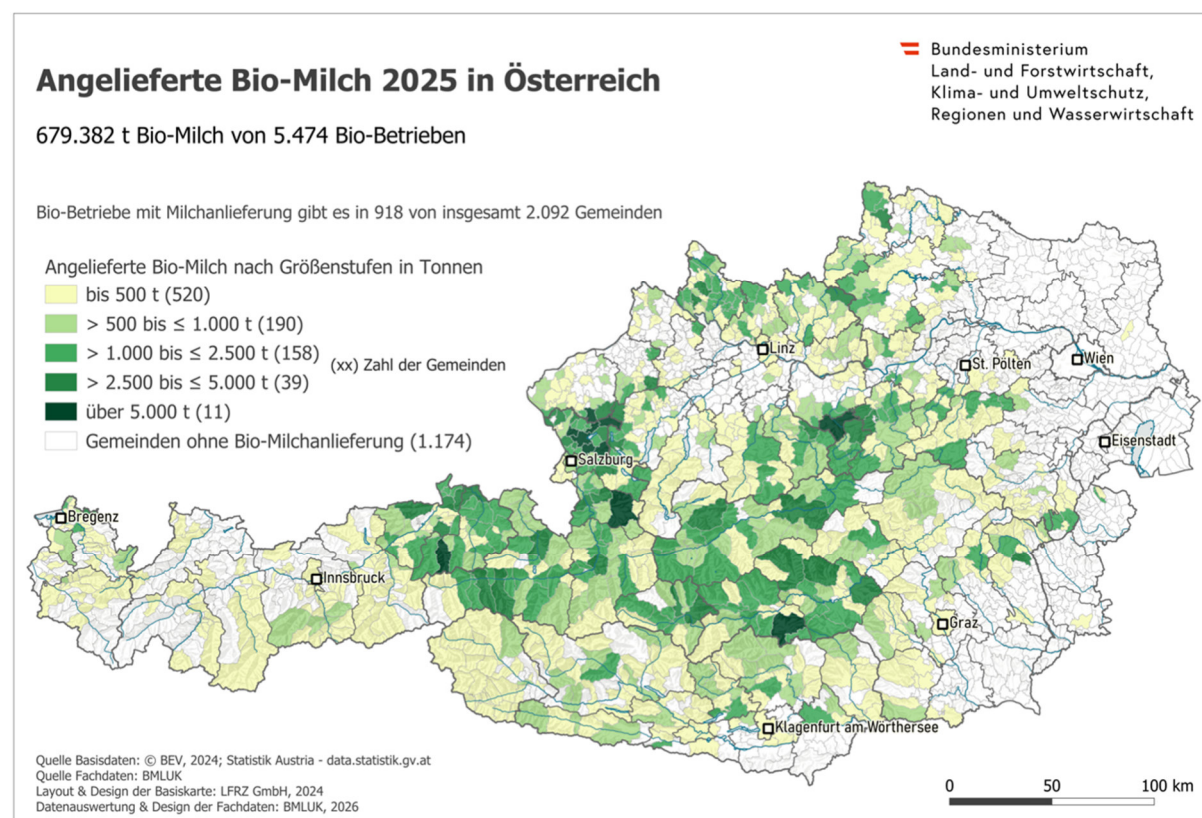 Bundesministerium
Land- und Forstwirtschaft,
Klima- und Umweltschutz,
Regionen und Wasserwirtschaft
Angelieferte Bio-Milch 2025 in Österreich
679.382 t Bio-Milch von 5.474 Bio-Betrieben
Bio-Betriebe mit Milchanlieferung gibt es in 918 von insgesamt 2.092 Gemeinden
Angelieferte Bio-Milch nach Größenstufen in Tonnen
bis 500 t (520)
> 500 bis ≤ 1.000 t (190)
> 1.000 bis ≤ 2.500 t (158)
(xx) Zahl der Gemeinden
> 2.500 bis ≤ 5.000 t (39)
über 5.000 t (11)
Gemeinden ohne Bio-Milchanlieferung (1.174)
Linz
Wien
St. Pölten
Eisenstadt
Salzburg
Bregenz
Innsbruck
Graz
Klagenfurt am Wörthersee
Quelle Basisdaten: © BEV, 2024; Statistik Austria - data.statistik.gv.at
Quelle Fachdaten: BMLUK
Layout & Design der Basiskarte: LFRZ GmbH, 2024
Datenauswertung & Design der Fachdaten: BMLUK, 2026
0 50 100 km